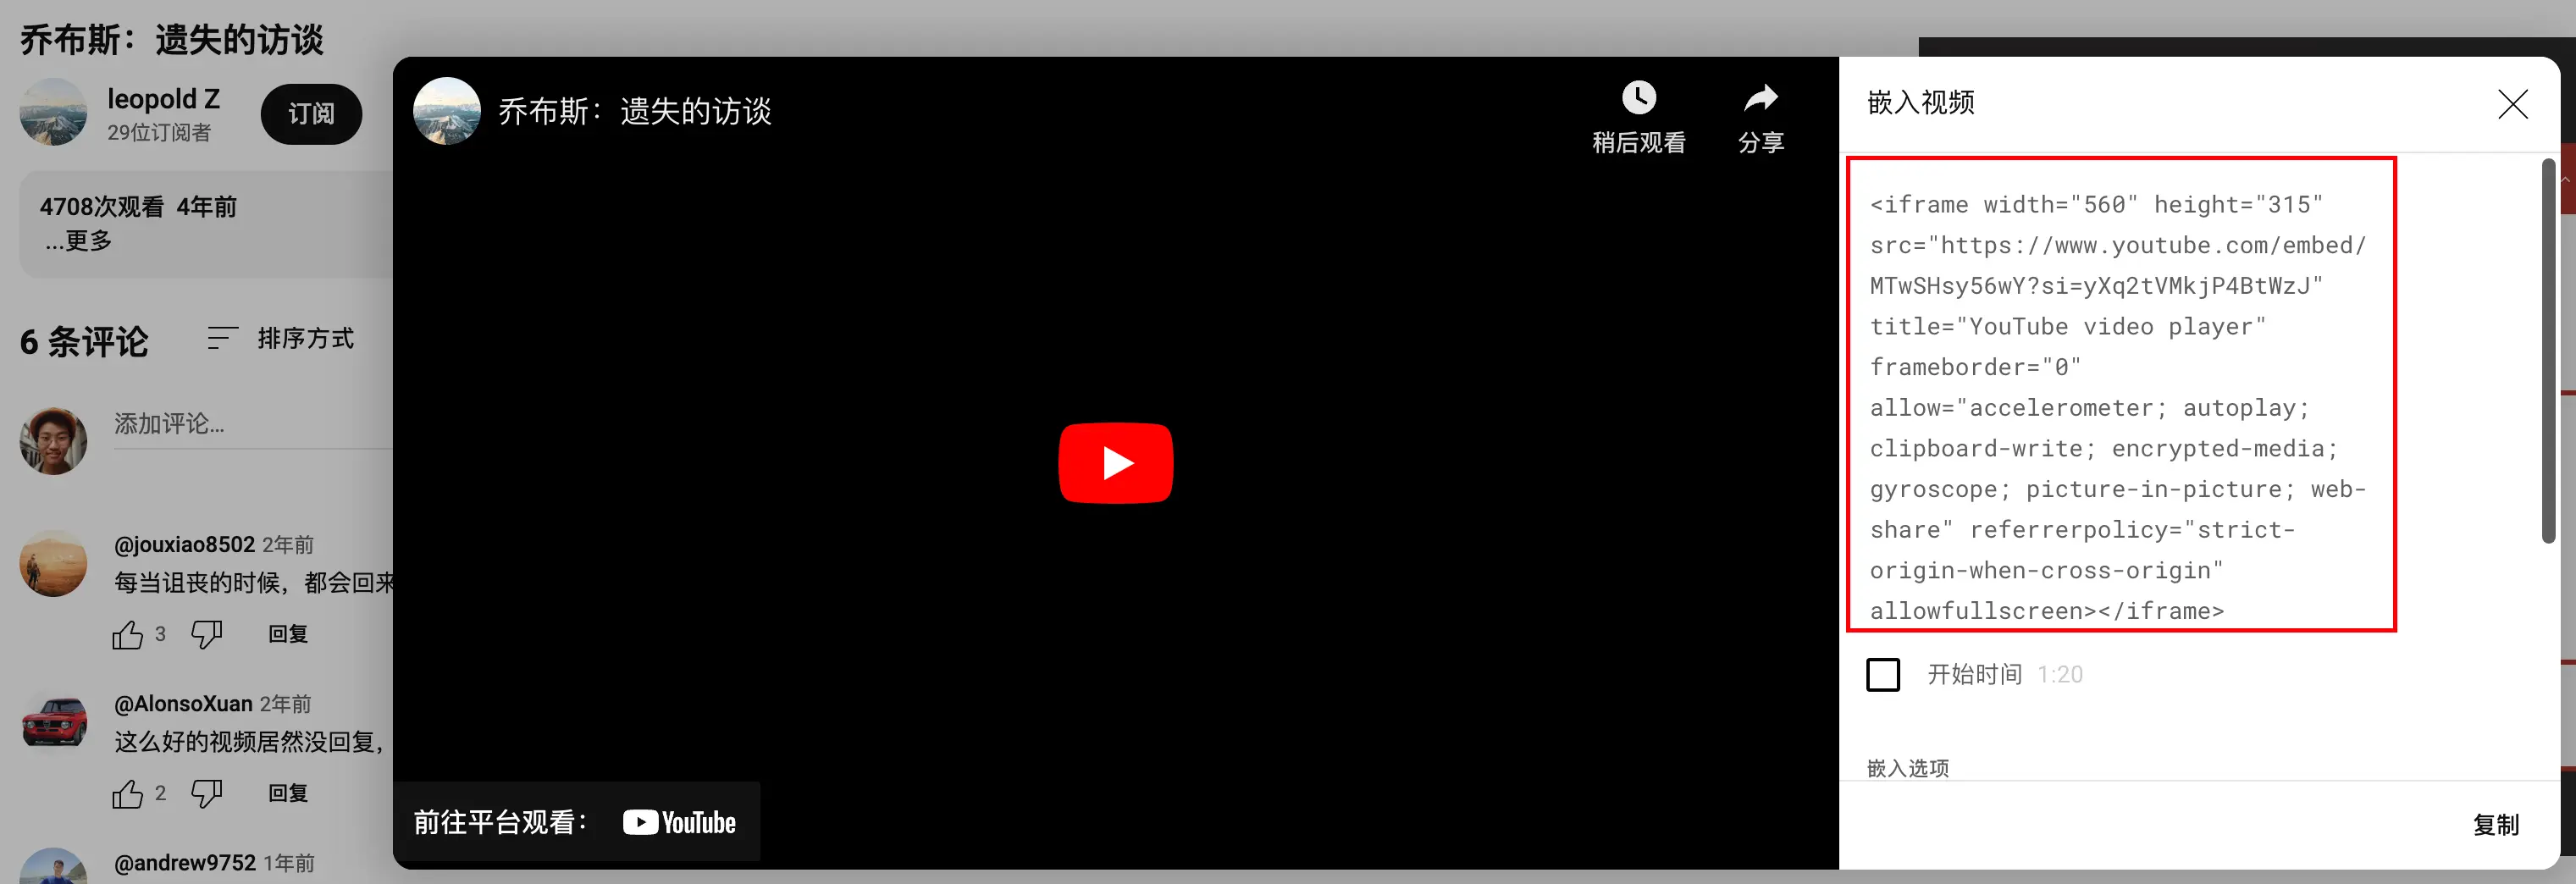 乔布斯：遗失的访谈
leopold Z
29位订阅者
订阅
4708次观看 4年前
...更多
6 条评论
排序方式
添加评论...
@jouxiao8502 2年前
每当诅丧的时候，都会回来
3
回复
@AlonsoXuan 2年前
这么好的视频居然没回复，
2
回复
@andrew9752 1年前
乔布斯：遗失的访谈
稍后观看
分享
前往平台观看：
YouTube
嵌入视频
<iframe width="560" height="315"
src="https://www.youtube.com/embed/
MTwSHsy56wY?si=yXq2tVMkjP4BtWzJ"
title="YouTube video player"
frameborder="0"
allow="accelerometer; autoplay;
clipboard-write; encrypted-media;
gyroscope; picture-in-picture; web-
share" referrerpolicy="strict-
origin-when-cross-origin"
allowfullscreen></iframe>
开始时间 1:20
嵌入选项
复制